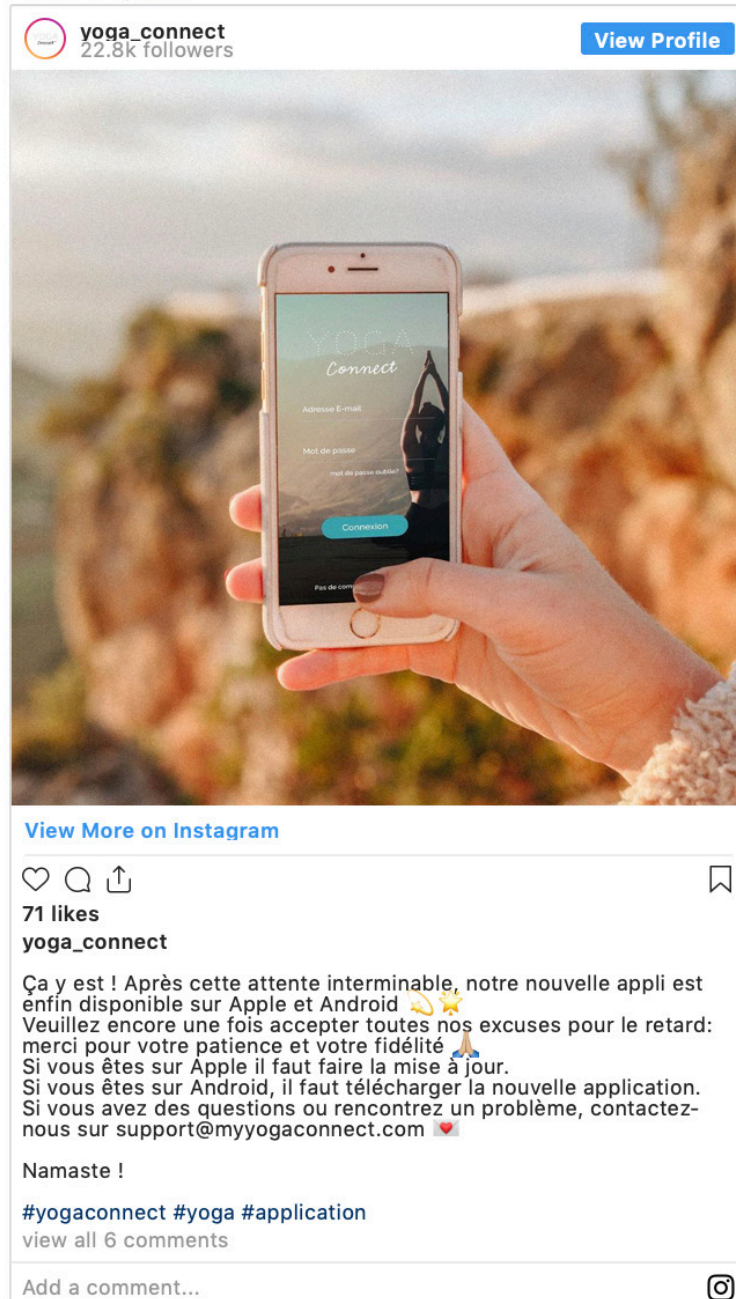 yoga_connect
22.8k followers
View Profile
YOGA
Connect
Adresse E-mail
Mot de passe
mot de passe oublié?
Connexion
Pas de
View More on Instagram
71 likes
yoga_connect
Ça y est ! Après cette attente interminable, notre nouvelle appli est
enfin disponible sur Apple et Android 💫 🌟
Veuillez encore une fois accepter toutes nos excuses pour le retard:
merci pour votre patience et votre fidélité 🙏🏼
Si vous êtes sur Apple il faut faire la mise à jour.
Si vous êtes sur Android, il faut télécharger la nouvelle application.
Si vous avez des questions ou rencontrez un problème, contactez-
nous sur support@myyogaconnect.com 💌
Namaste !
#yogaconnect #yoga #application
view all 6 comments
Add a comment...